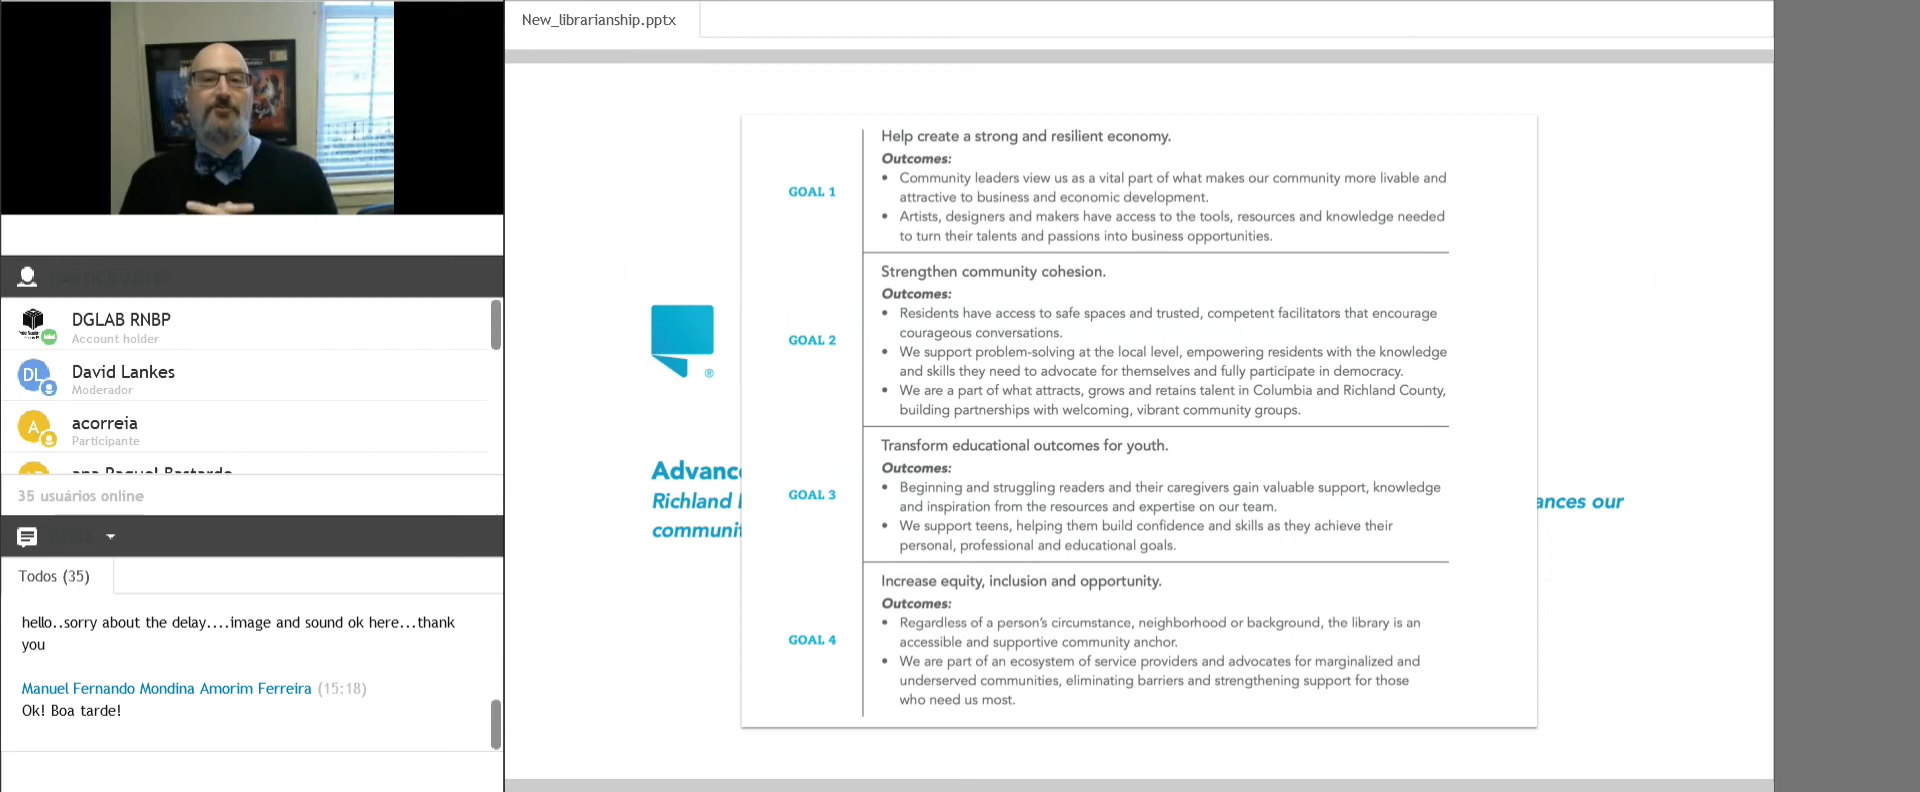 New_librarianship.pptx
DGLAB RNBP
Account holder
DL
David Lankes
Moderador
A
acorreia
Participante
35 usuários online
Todos (35)
hello..sorry about the delay....image and sound ok here...thank
you
Manuel Fernando Mondina Amorim Ferreira (15:18)
Ok! Boa tarde!
GOAL 1
Help create a strong and resilient economy.
Outcomes:
• Community leaders view us as a vital part of what makes our community more livable and
attractive to business and economic development.
• Artists, designers and makers have access to the tools, resources and knowledge needed
to turn their talents and passions into business opportunities.
GOAL 2
Strengthen community cohesion.
Outcomes:
• Residents have access to safe spaces and trusted, competent facilitators that encourage
courageous conversations.
• We support problem-solving at the local level, empowering residents with the knowledge
and skills they need to advocate for themselves and fully participate in democracy.
• We are a part of what attracts, grows and retains talent in Columbia and Richland County,
building partnerships with welcoming, vibrant community groups.
GOAL 3
Transform educational outcomes for youth.
Outcomes:
• Beginning and struggling readers and their caregivers gain valuable support, knowledge
and inspiration from the resources and expertise on our team.
• We support teens, helping them build confidence and skills as they achieve their
personal, professional and educational goals.
GOAL 4
Increase equity, inclusion and opportunity.
Outcomes:
• Regardless of a person's circumstance, neighborhood or background, the library is an
accessible and supportive community anchor.
• We are part of an ecosystem of service providers and advocates for marginalized and
underserved communities, eliminating barriers and strengthening support for those
who need us most.
®
Advanc
Richland
ances our
communi